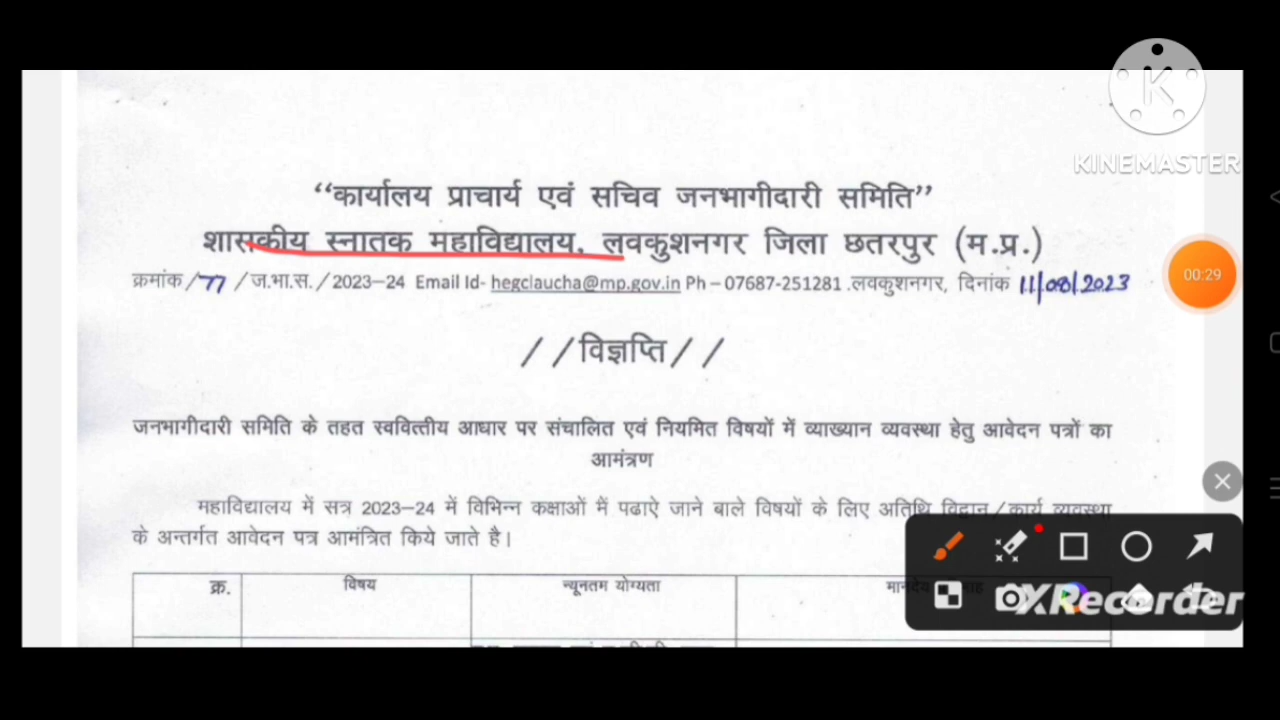 KINEMASTER
“कार्यालय प्राचार्य एवं सचिव जनभागीदारी समिति”
शासकीय स्नातक महाविद्यालय, लवकुशनगर जिला छतरपुर (म.प्र.)
क्रमांक /77 /ज.भा.स./2023–24 Email Id- hegclaucha@mp.gov.in Ph – 07687-251281 .लवकुशनगर, दिनांक 11/08/2023
00:29
//विज्ञप्ति//
जनभागीदारी समिति के तहत स्ववित्तीय आधार पर संचालित एवं नियमित विषयों में व्याख्यान व्यवस्था हेतु आवेदन पत्रों का
आमंत्रण
महाविद्यालय में सत्र 2023–24 में विभिन्न कक्षाओं में पढाऐ जाने बाले विषयों के लिए अतिथि विद्वान/कार्य व्यवस्था
के अन्तर्गत आवेदन पत्र आमंत्रित किये जाते है।
क्र. विषय न्यूनतम योग्यता
XRecorder